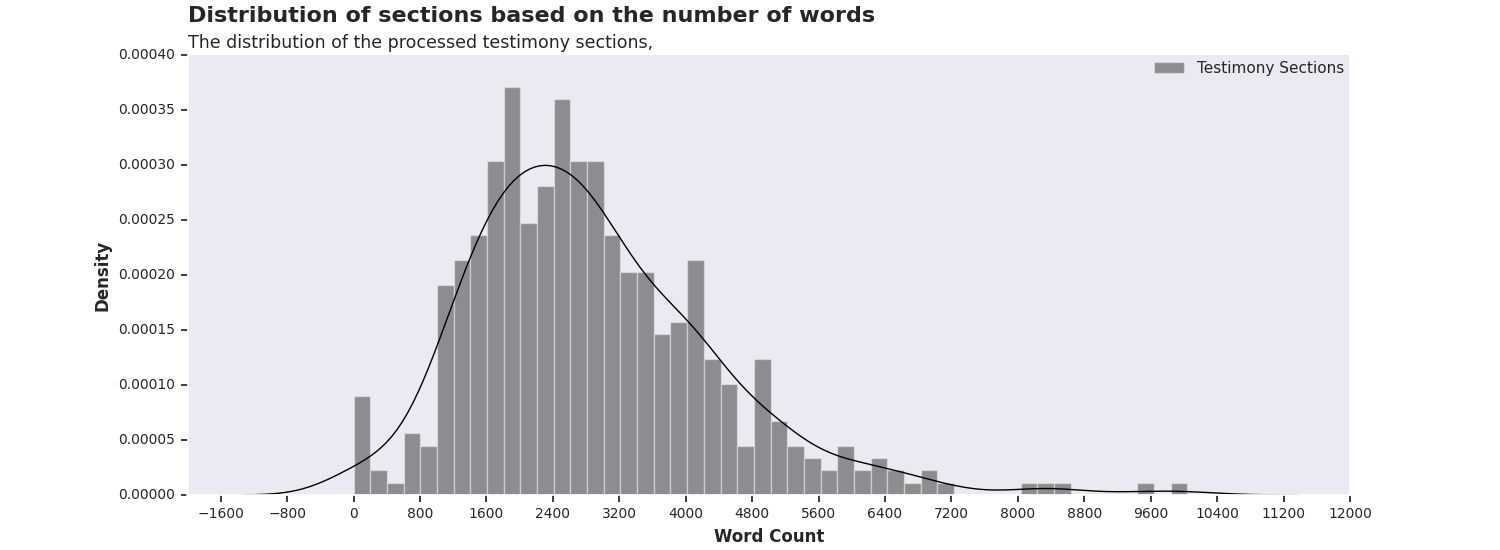 Distribution of sections based on the number of words
The distribution of the processed testimony sections,
Testimony Sections
0.00040
0.00035
0.00030
0.00025
0.00020
0.00015
0.00010
0.00005
0.00000
Density
−1600 −800 0 800 1600 2400 3200 4000 4800 5600 6400 7200 8000 8800 9600 10400 11200 12000
Word Count